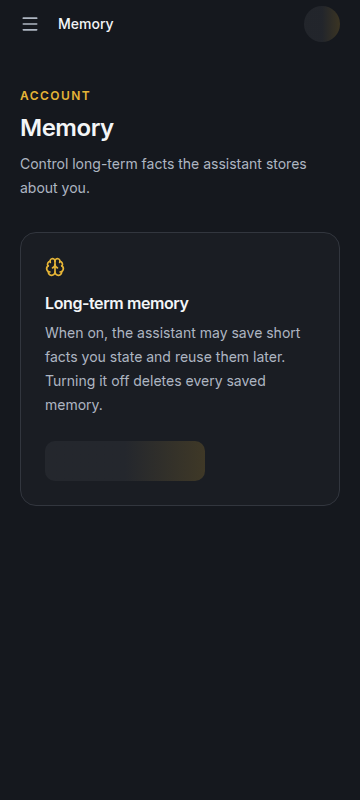 Memory
ACCOUNT
Memory
Control long-term facts the assistant stores
about you.
Long-term memory
When on, the assistant may save short
facts you state and reuse them later.
Turning it off deletes every saved
memory.